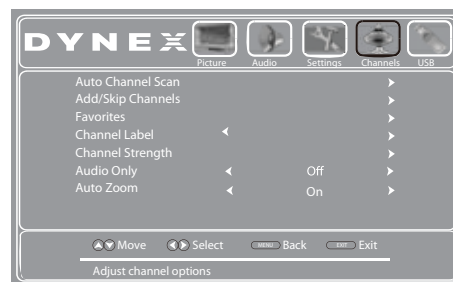 DYNEX
Picture Audio Settings Channels USB
Auto Channel Scan
Add/Skip Channels
Favorites
Channel Label
Channel Strength
Audio Only Off
Auto Zoom On
Move Select MENU Back EXIT Exit
Adjust channel options